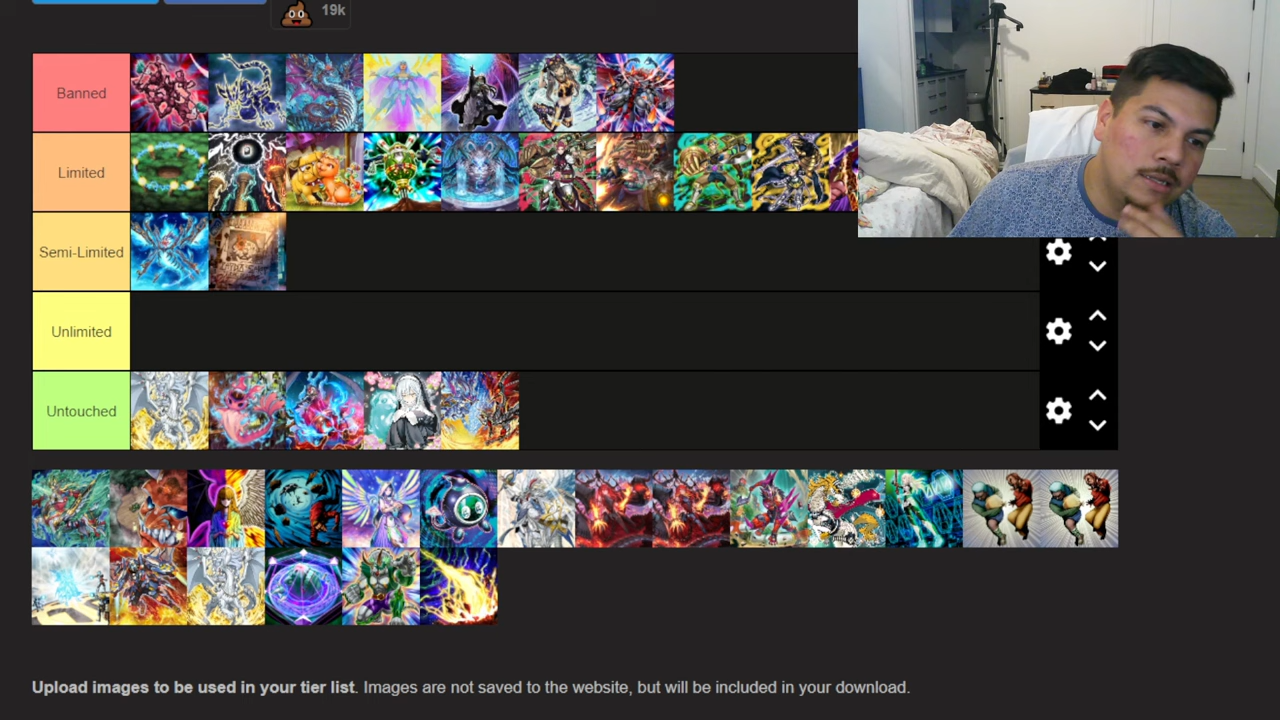 19k
Banned
Limited
Semi-Limited
Unlimited
Untouched
Upload images to be used in your tier list. Images are not saved to the website, but will be included in your download.